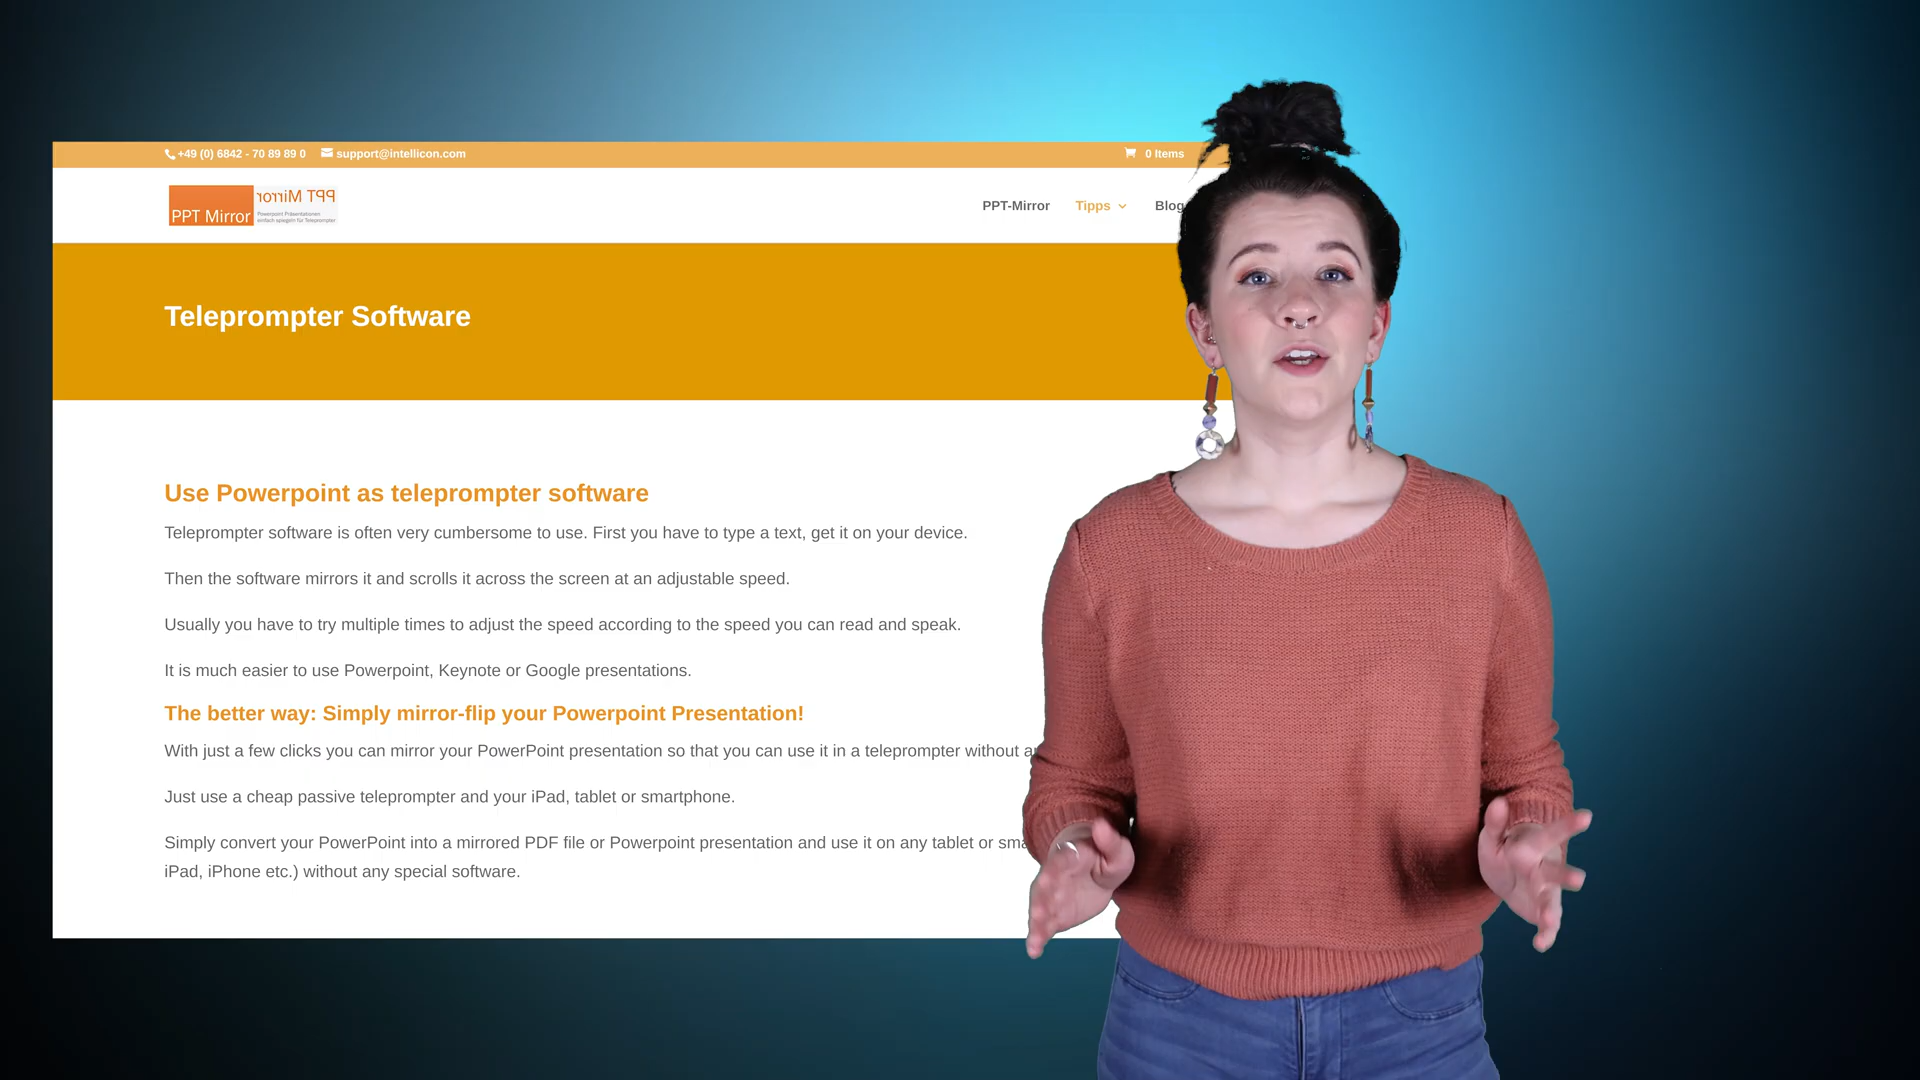 +49 (0) 6842 - 70 89 89 0 support@intellicon.com 0 Items
PPT Mirror PPT Mirror
Powerpoint Präsentationen
einfach spiegeln für Teleprompter
PPT-Mirror Tipps Blog
Teleprompter Software
Use Powerpoint as teleprompter software
Teleprompter software is often very cumbersome to use. First you have to type a text, get it on your device.
Then the software mirrors it and scrolls it across the screen at an adjustable speed.
Usually you have to try multiple times to adjust the speed according to the speed you can read and speak.
It is much easier to use Powerpoint, Keynote or Google presentations.
The better way: Simply mirror-flip your Powerpoint Presentation!
With just a few clicks you can mirror your PowerPoint presentation so that you can use it in a teleprompter without
Just use a cheap passive teleprompter and your iPad, tablet or smartphone.
Simply convert your PowerPoint into a mirrored PDF file or Powerpoint presentation and use it on any tablet or
iPad, iPhone etc.) without any special software.